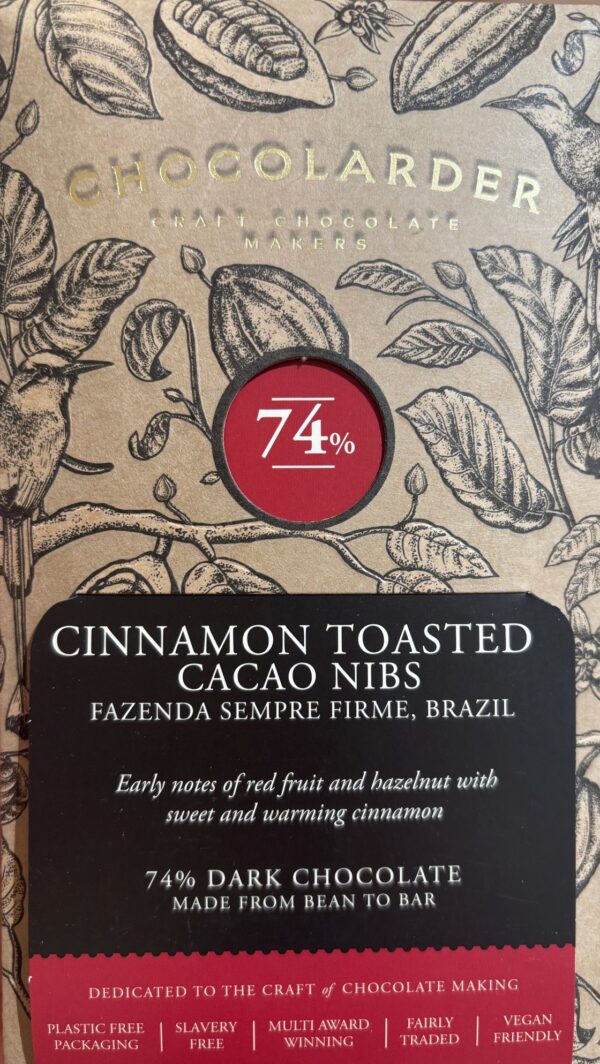 CHOCOLARDER
CRAFT CHOCOLATE
MAKERS
74%
CINNAMON TOASTED
CACAO NIBS
FAZENDA SEMPRE FIRME, BRAZIL
Early notes of red fruit and hazelnut with
sweet and warming cinnamon
74% DARK CHOCOLATE
MADE FROM BEAN TO BAR
DEDICATED TO THE CRAFT of CHOCOLATE MAKING
PLASTIC FREE
PACKAGING
SLAVERY
FREE
MULTI AWARD
WINNING
FAIRLY
TRADED
VEGAN
FRIENDLY